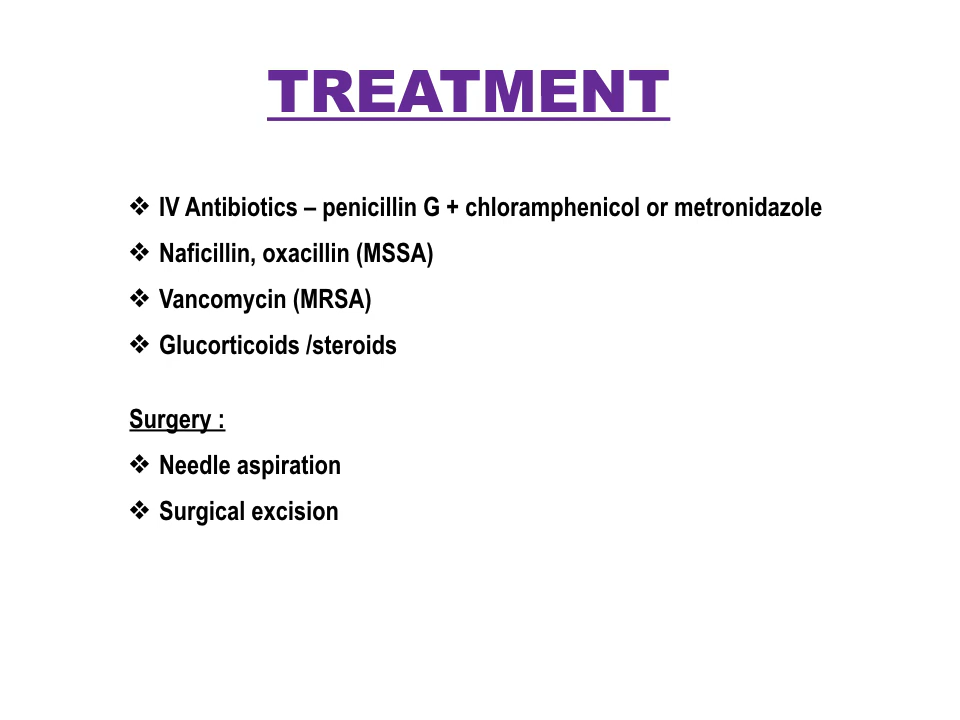 TREATMENT
❖ IV Antibiotics – penicillin G + chloramphenicol or metronidazole
❖ Naficillin, oxacillin (MSSA)
❖ Vancomycin (MRSA)
❖ Glucorticoids /steroids
Surgery :
❖ Needle aspiration
❖ Surgical excision